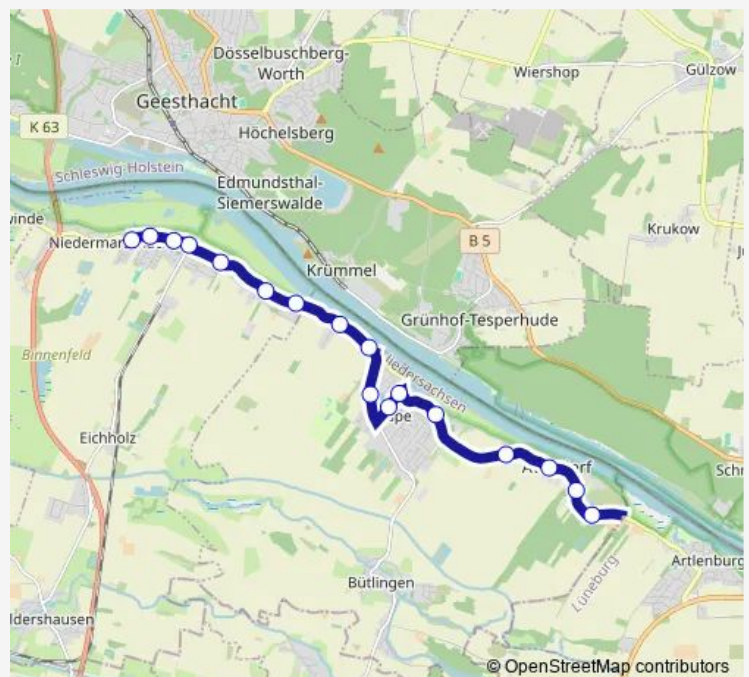 Dösselbuschberg-
Worth
Wiershop
Gülzow
Geesthacht
K 63
Höchelsberg
Schleswig-Holstein
Edmundsthal-
Siemerswalde
Krukow
B 5
Krümmel
Grünhof-Tesperhude
Binnenfeld
Niedersachsen
Eichholz
Artlenburg
Bütlingen
Lüneburg
© OpenStreetMap contributors